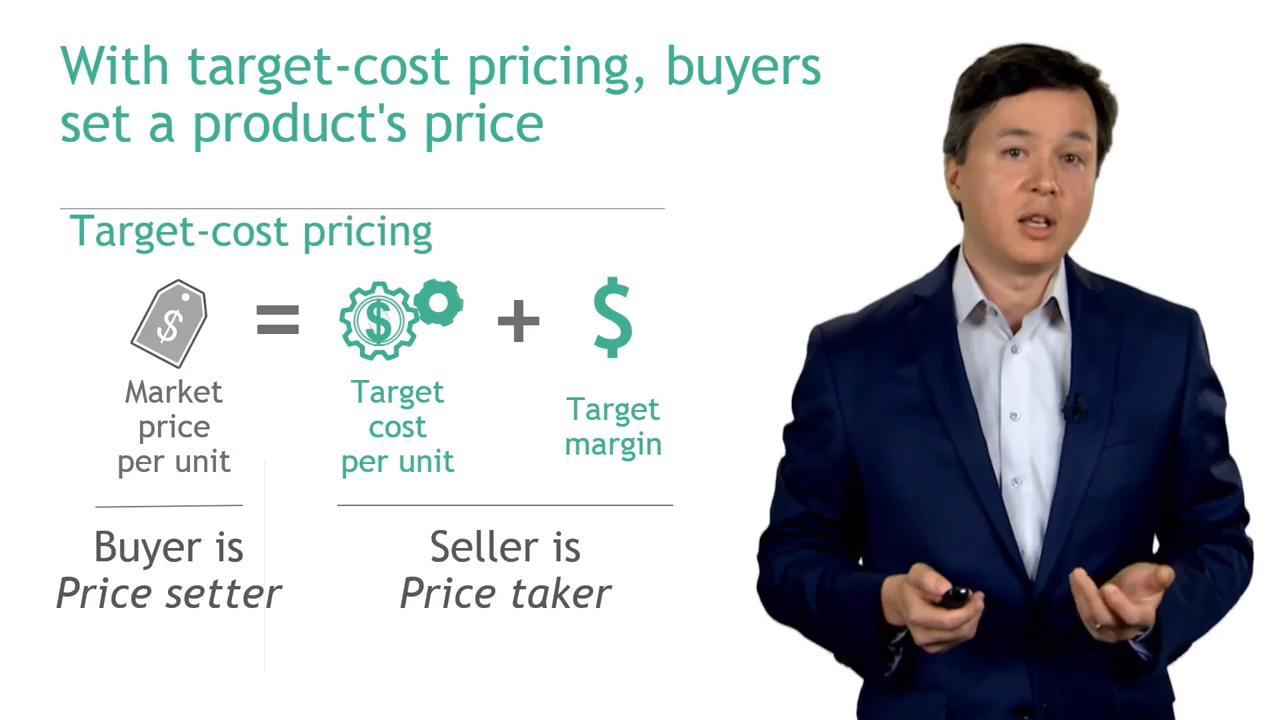 With target-cost pricing, buyers
set a product's price
Target-cost pricing
$ = $ + $
Market
price
per unit
Target
cost
per unit
Target
margin
Buyer is
Price setter
Seller is
Price taker